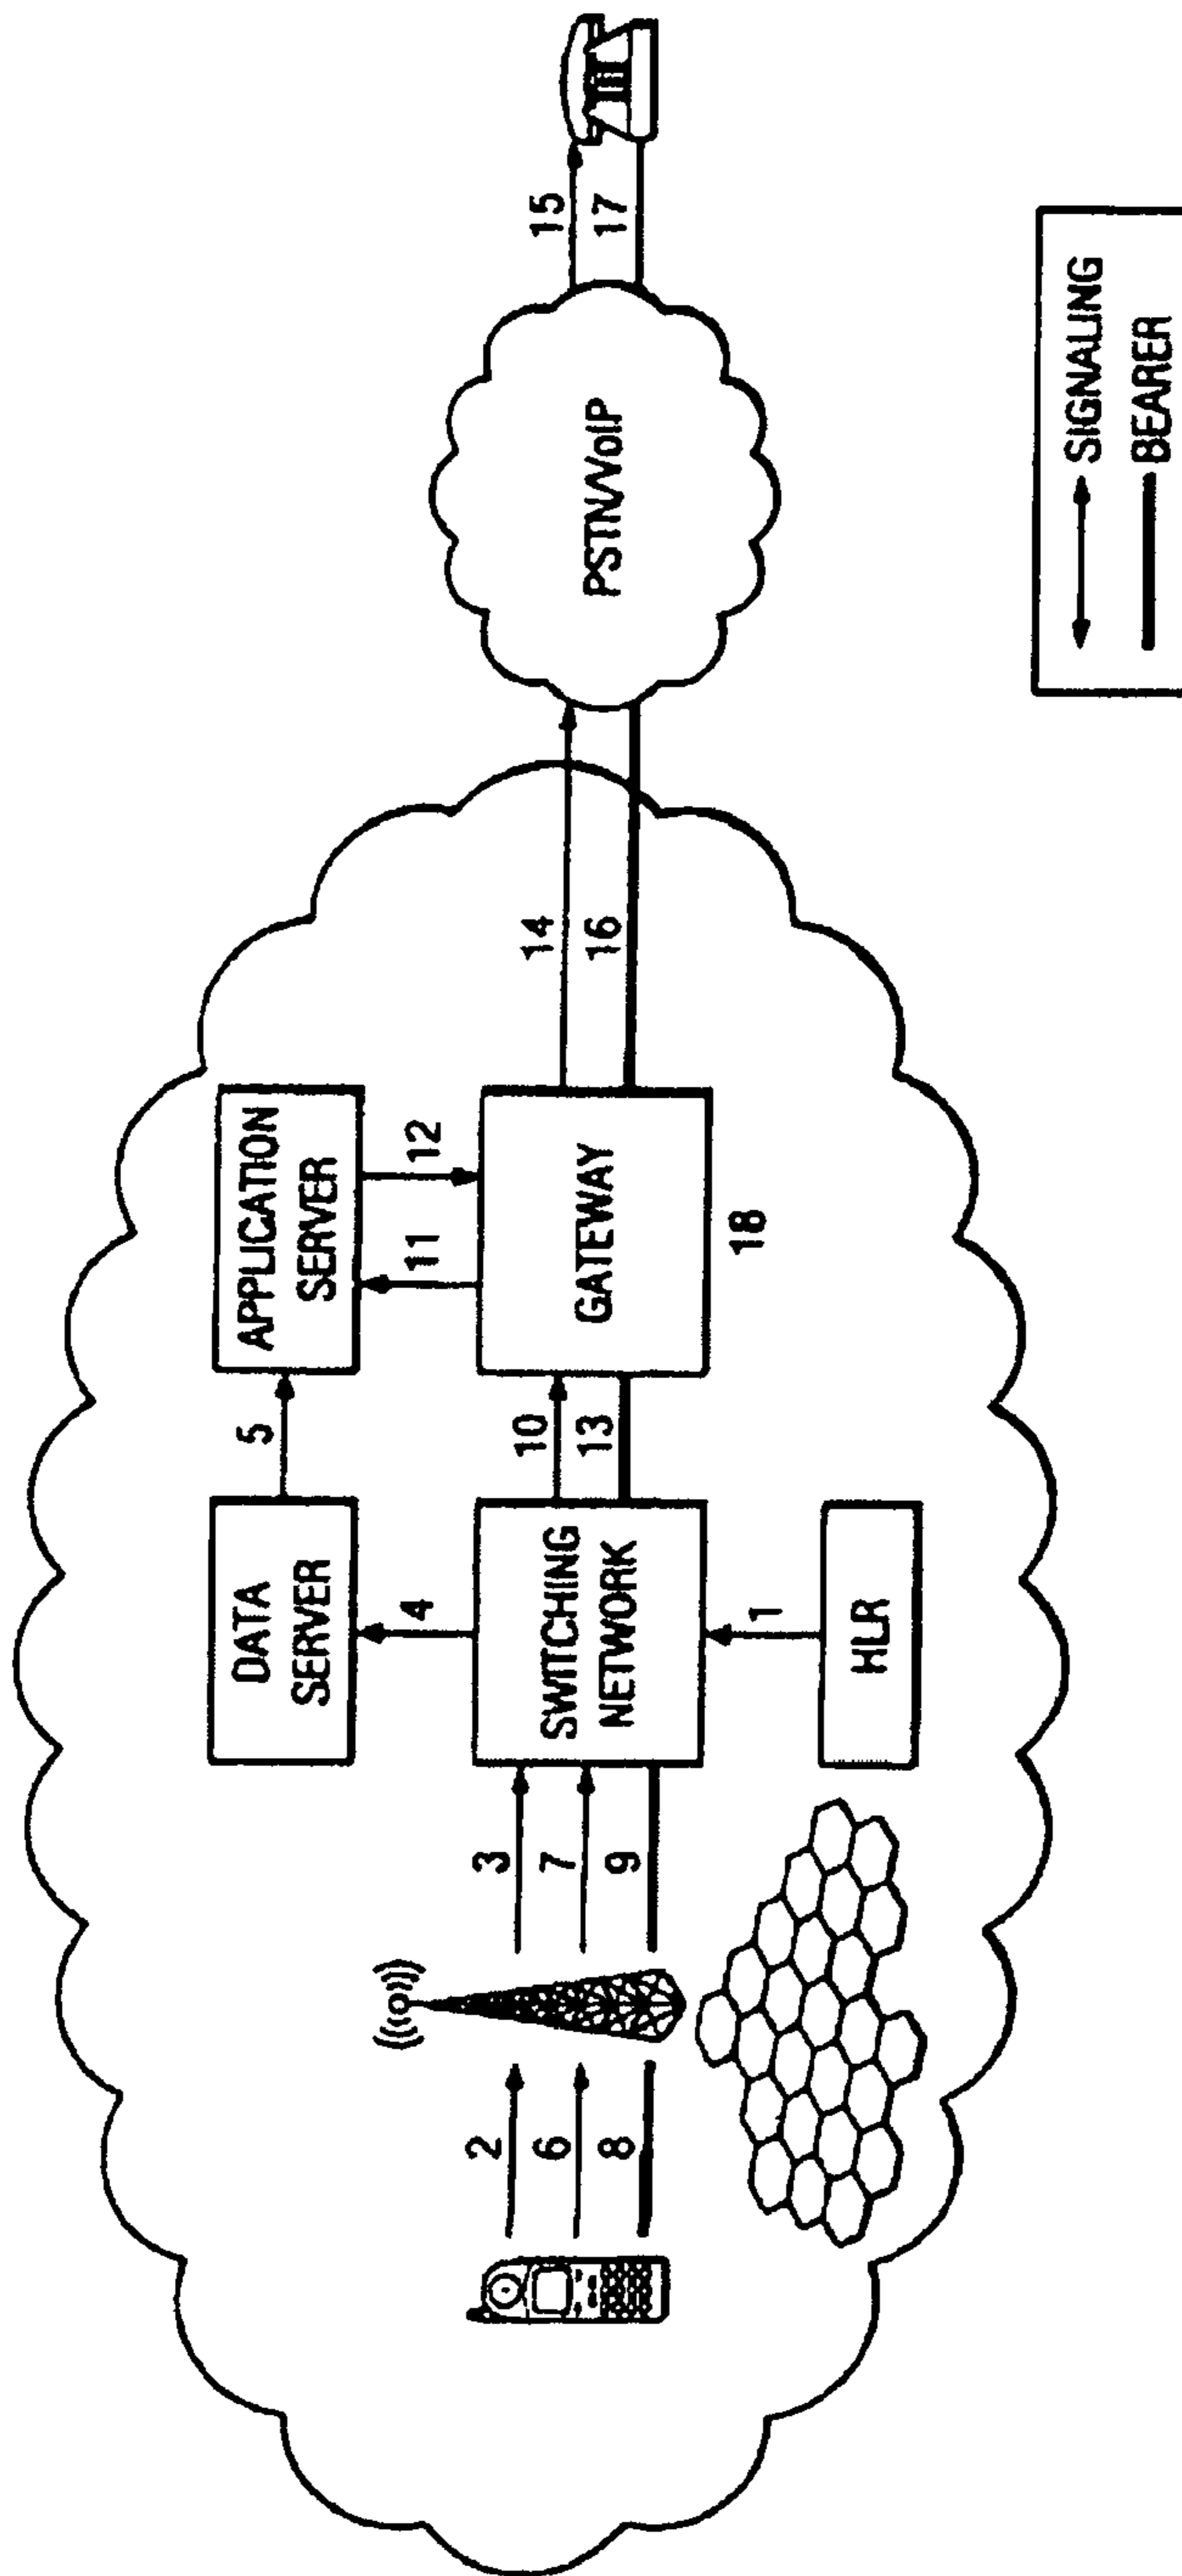 DATA
SERVER
5
APPLICATION
SERVER
4
11
12
2
3
SWITCHING
NETWORK
10
GATEWAY
14
PSTN/VoIP
15
6
7
13
16
17
8
9
18
1
HLR
SIGNALING
BEARER